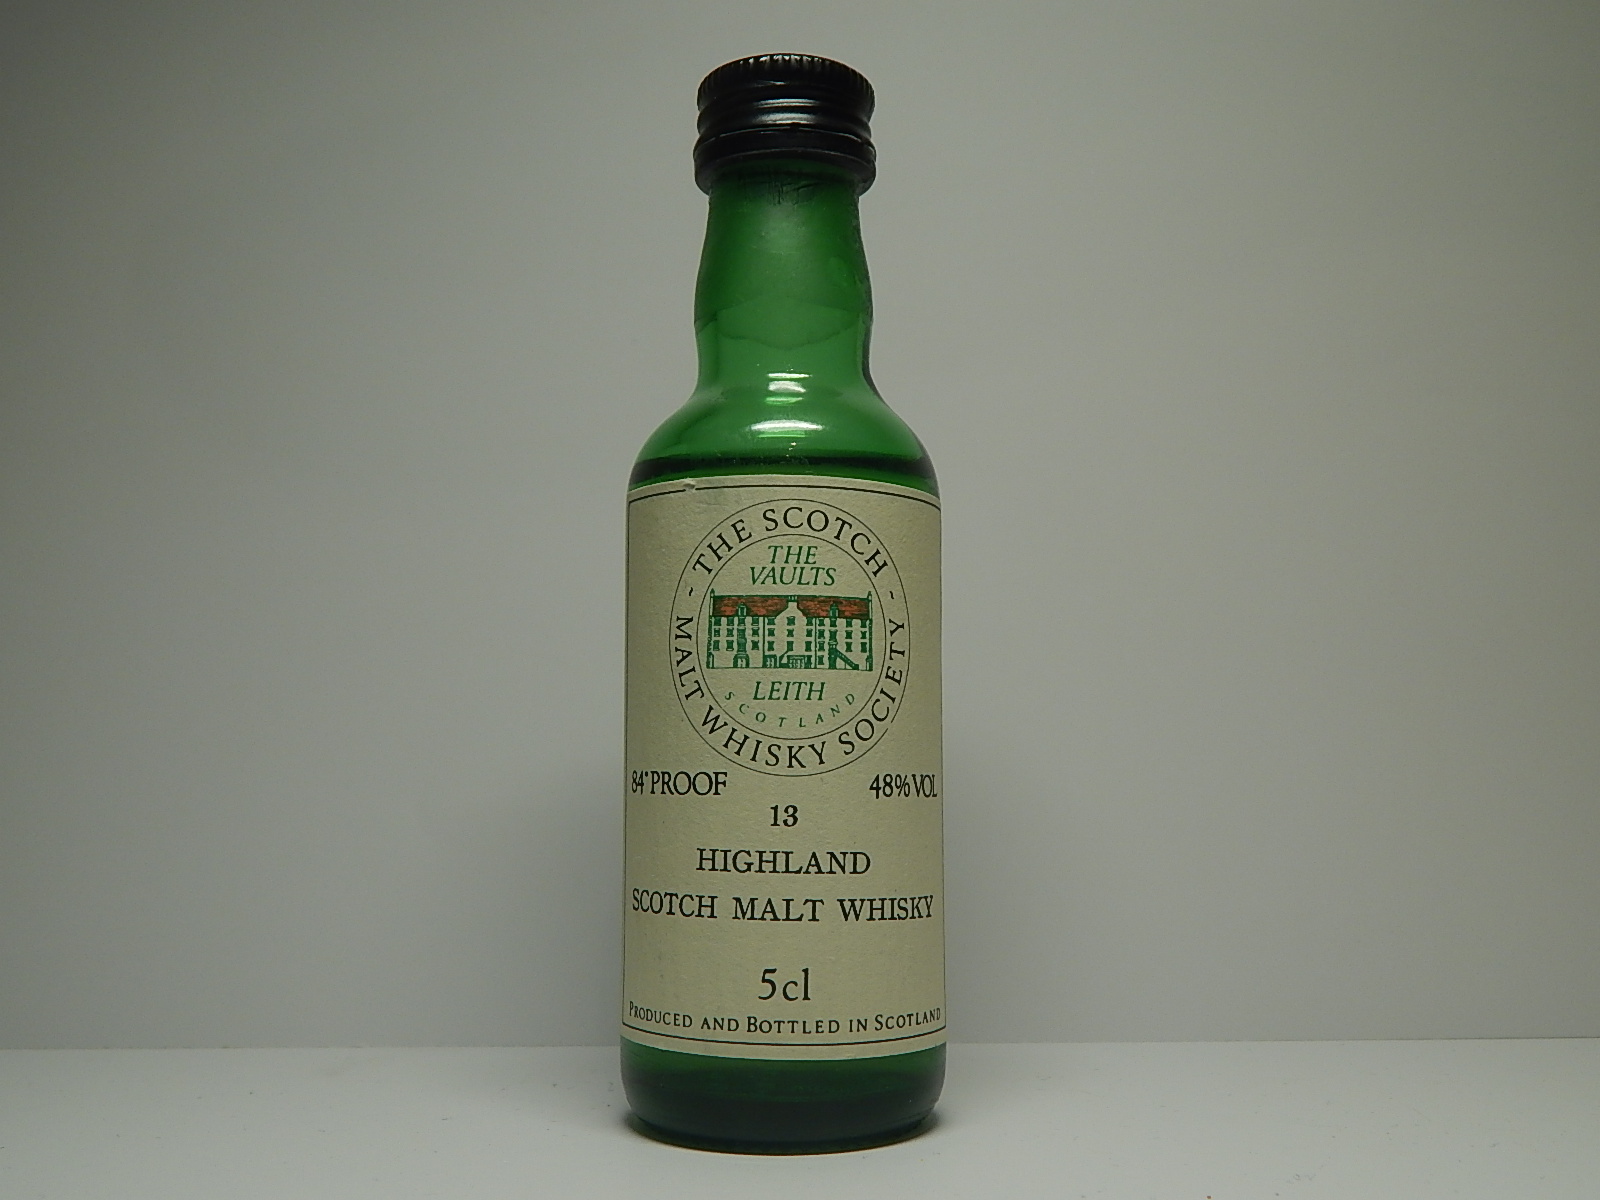 - THE SCOTCH -
MALT WHISKY SOCIETY
THE
VAULTS
LEITH
SCOTLAND
84°PROOF 48%VOL
13
HIGHLAND
SCOTCH MALT WHISKY
5cl
PRODUCED AND BOTTLED IN SCOTLAND